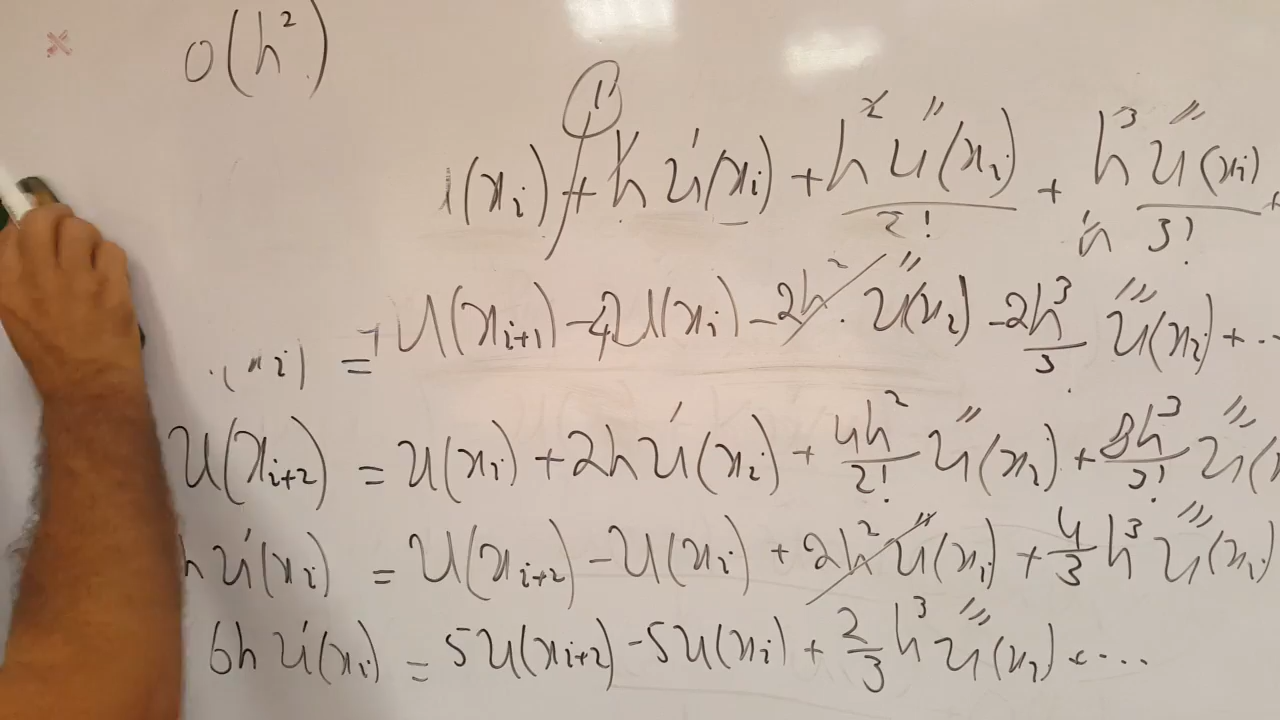 O(h²)
(xᵢ) + h u′(xᵢ) + h² u″(xᵢ) / 2! + h³ u‴(xᵢ) / 3! +
(xᵢ) = + U(xᵢ₊₁) - 4U(xᵢ) - 2h² u″(xᵢ) - 2h³ / 3 u‴(xᵢ) + ..
U(xᵢ₊₂) = u(xᵢ) + 2h u′(xᵢ) + 4h² / 2! u″(xᵢ) + 8h³ / 3! u‴(
h u′(xᵢ) = U(xᵢ₊₂) - U(xᵢ) + 2h² u″(xᵢ) + 4/3 h³ u‴(xᵢ)
6h u′(xᵢ) = 5U(xᵢ₊₂) - 5U(xᵢ) + 2/3 h³ u‴(xᵢ) + ...